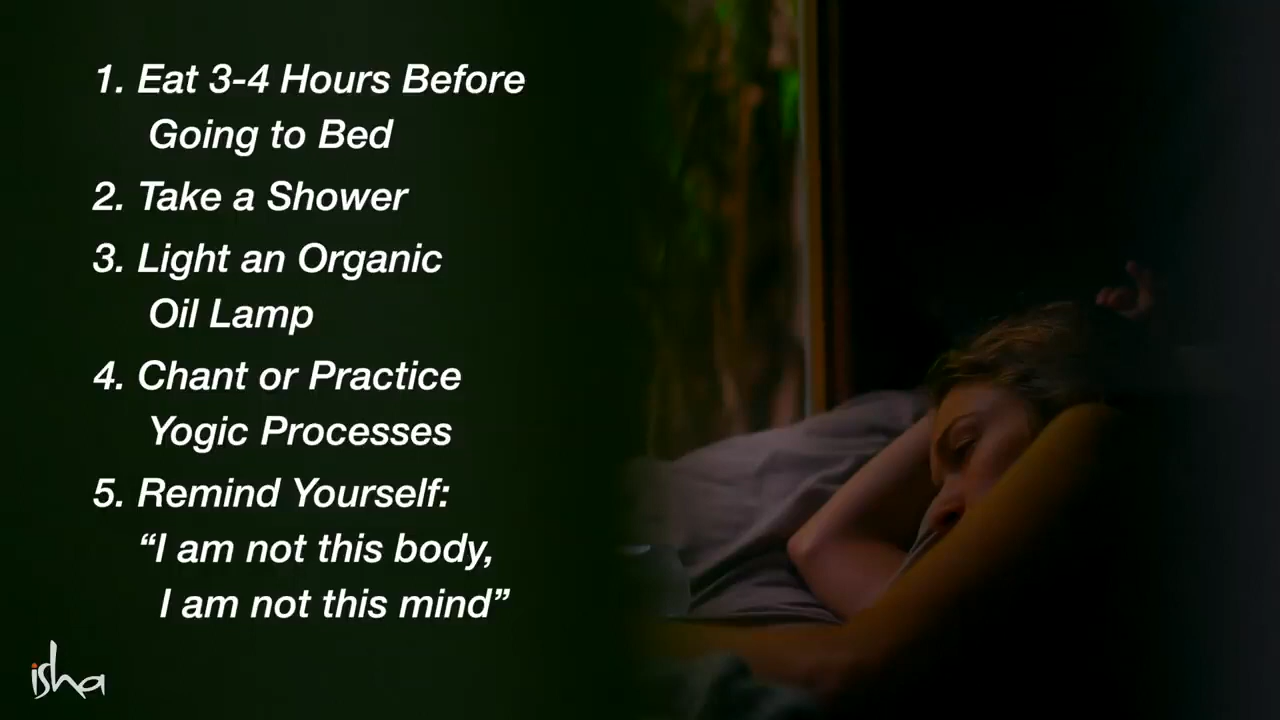 1. Eat 3-4 Hours Before
Going to Bed
2. Take a Shower
3. Light an Organic
Oil Lamp
4. Chant or Practice
Yogic Processes
5. Remind Yourself:
“I am not this body,
I am not this mind”
isha